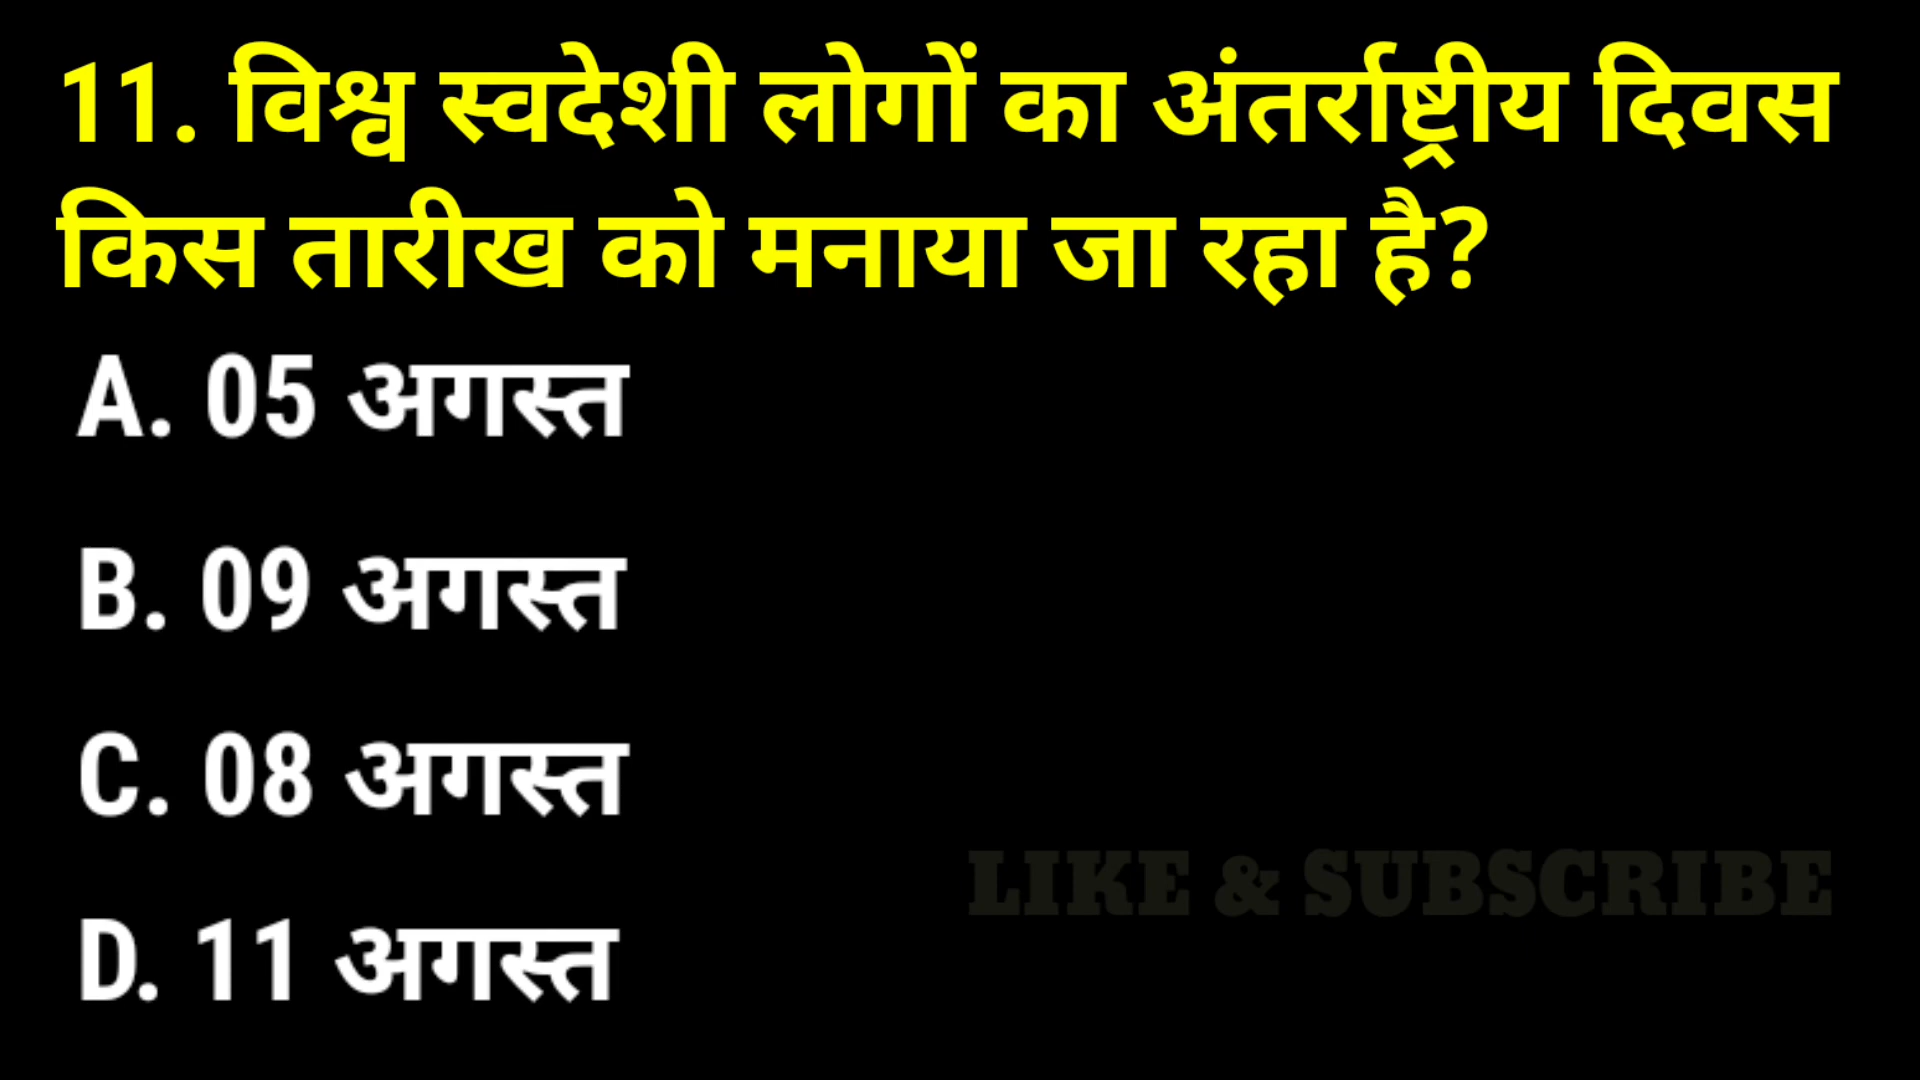 11. विश्व स्वदेशी लोगों का अंतर्राष्ट्रीय दिवस
किस तारीख को मनाया जा रहा है?
A. 05 अगस्त
B. 09 अगस्त
C. 08 अगस्त
LIKE & SUBSCRIBE
D. 11 अगस्त